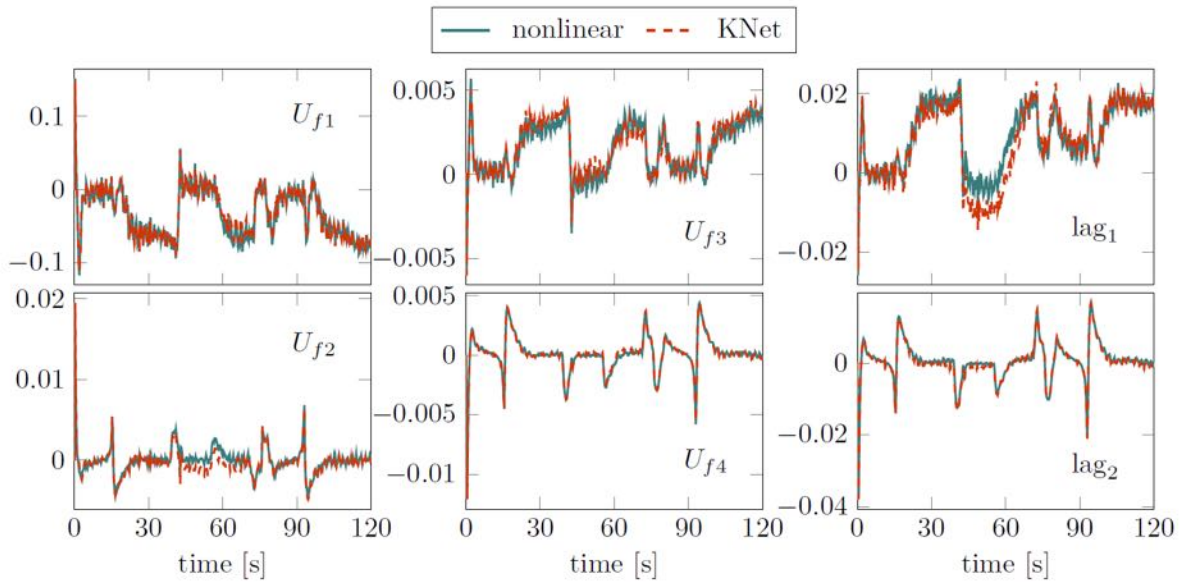 nonlinear KNet
0.1
0
−0.1
U_{f1}
0.005
0
−0.005
U_{f3}
0.02
0
−0.02
lag_1
0.02
0.01
0
U_{f2}
0 30 60 90 120
time [s]
0.005
0
−0.005
−0.01
U_{f4}
0 30 60 90 120
time [s]
0
−0.02
−0.04
lag_2
0 30 60 90 120
time [s]